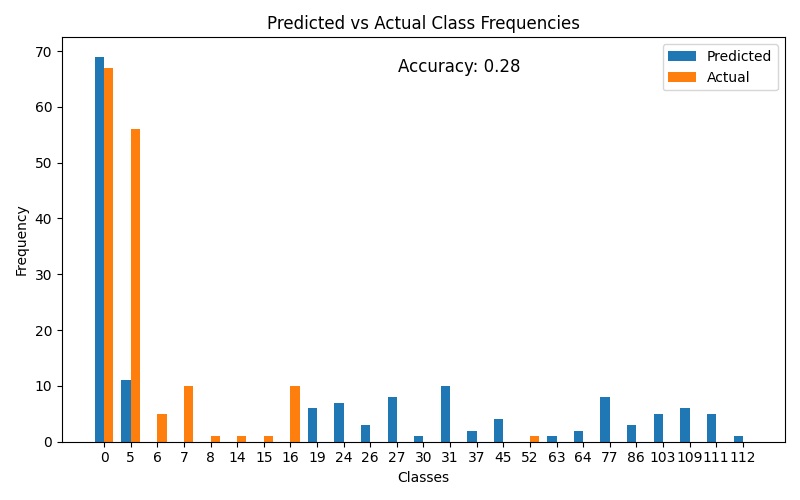 Predicted vs Actual Class Frequencies
Accuracy: 0.28
Predicted
Actual
Frequency
70
60
50
40
30
20
10
0
0 5 6 7 8 14 15 16 19 24 26 27 30 31 37 45 52 63 64 77 86 103 109 111 112
Classes